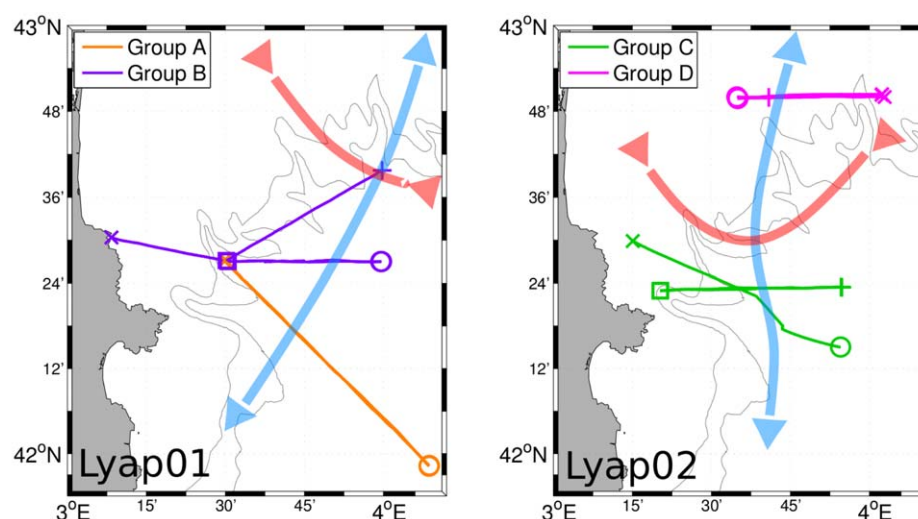 43°N
Group A
Group B
48'
36'
24'
12'
42°N
Lyap01
3°E
15'
30'
45'
4°E
43°N
Group C
Group D
48'
36'
24'
12'
42°N
Lyap02
3°E
15'
30'
45'
4°E